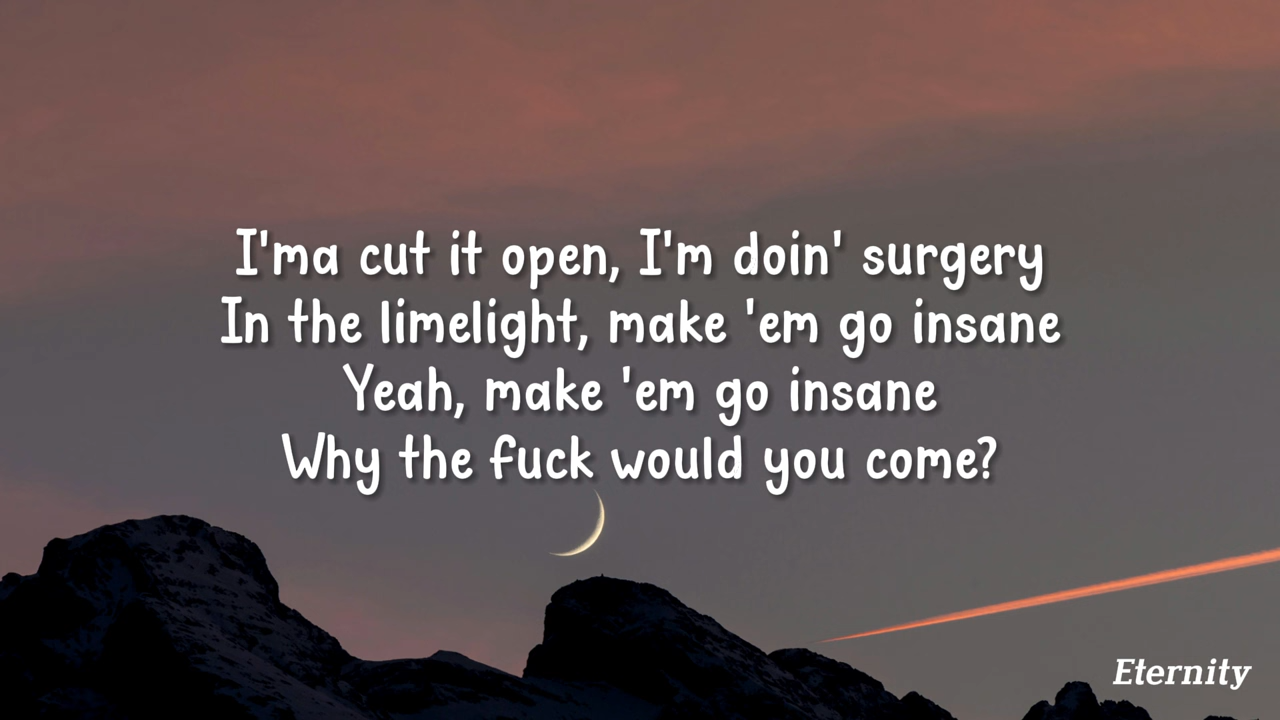 I'ma cut it open, I'm doin' surgery
In the limelight, make 'em go insane
Yeah, make 'em go insane
Why the fuck would you come?
Eternity